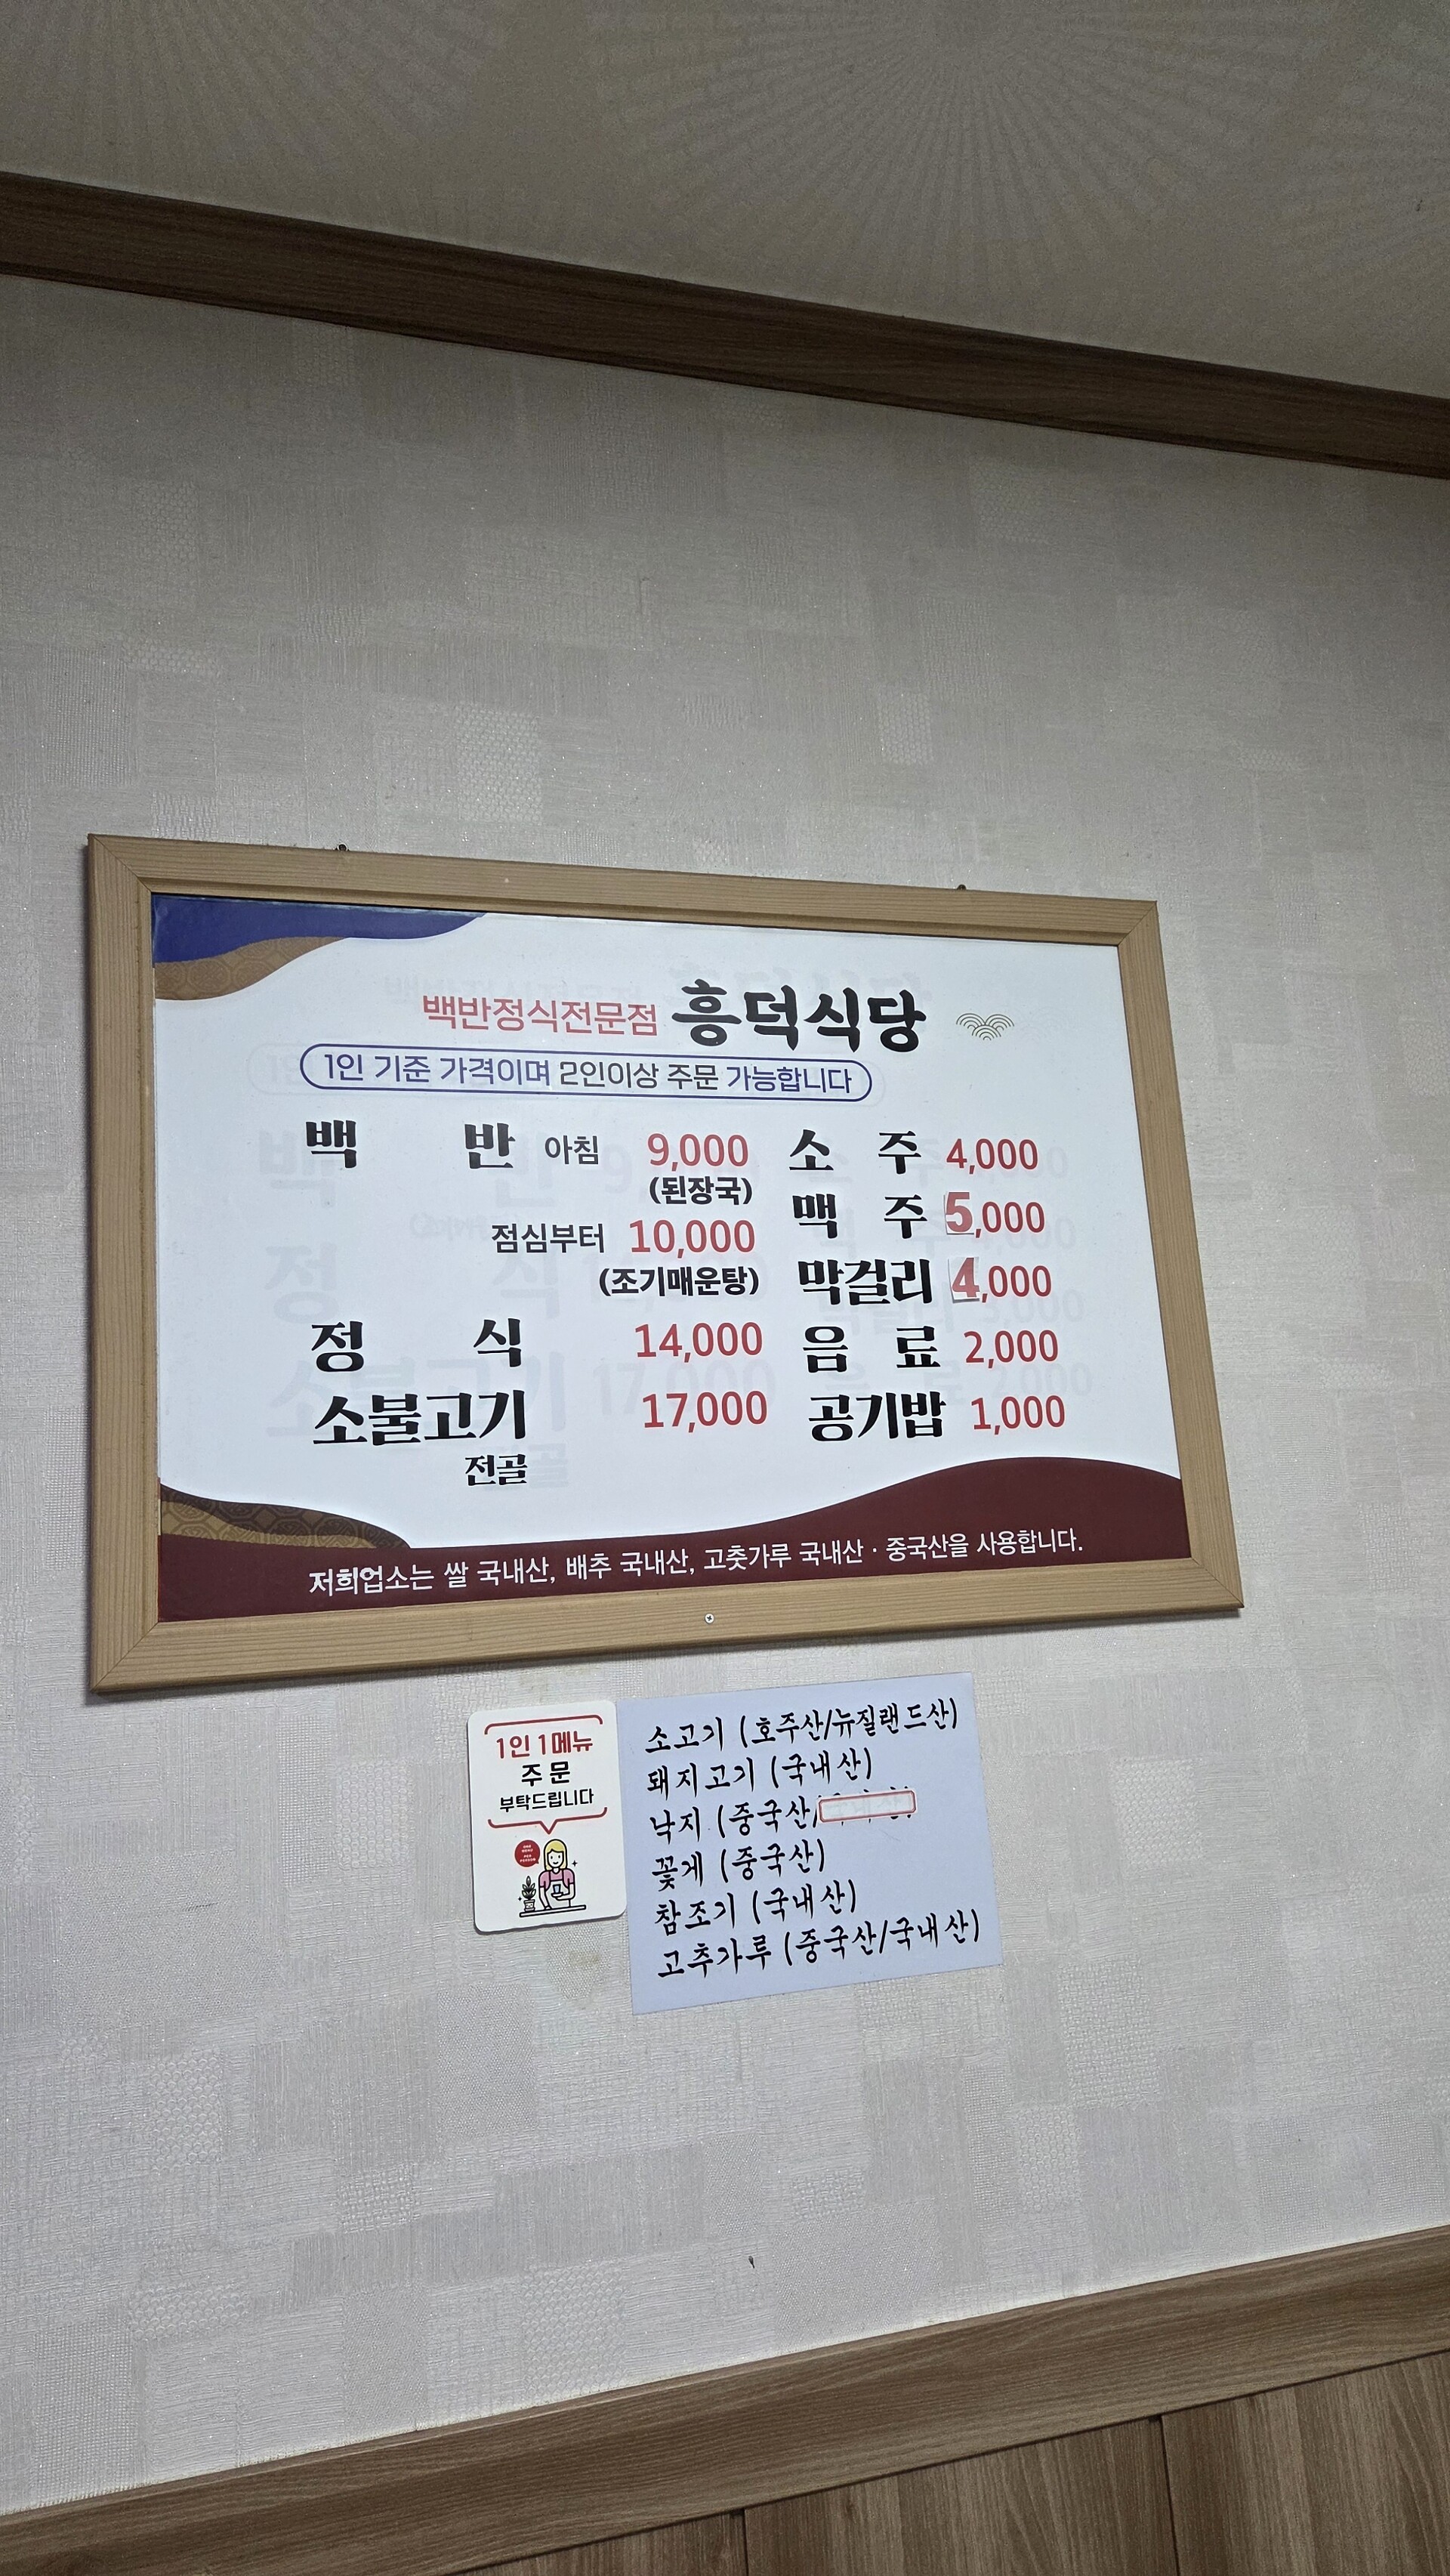 백반정식전문점 흥덕식당
1인 기준 가격이며 2인이상 주문 가능합니다
백 반 아침 9,000
(된장국)
점심부터 10,000
(조기매운탕)
정 식 14,000
소불고기 17,000
전골
소 주 4,000
맥 주 5,000
막걸리 4,000
음 료 2,000
공기밥 1,000
저희업소는 쌀 국내산, 배추 국내산, 고춧가루 국내산 · 중국산을 사용합니다.
1인 1메뉴
주문
부탁드립니다
소고기 (호주산/뉴질랜드산)
돼지고기 (국내산)
낙지 (중국산/
꽃게 (중국산)
참조기 (국내산)
고추가루 (중국산/국내산)